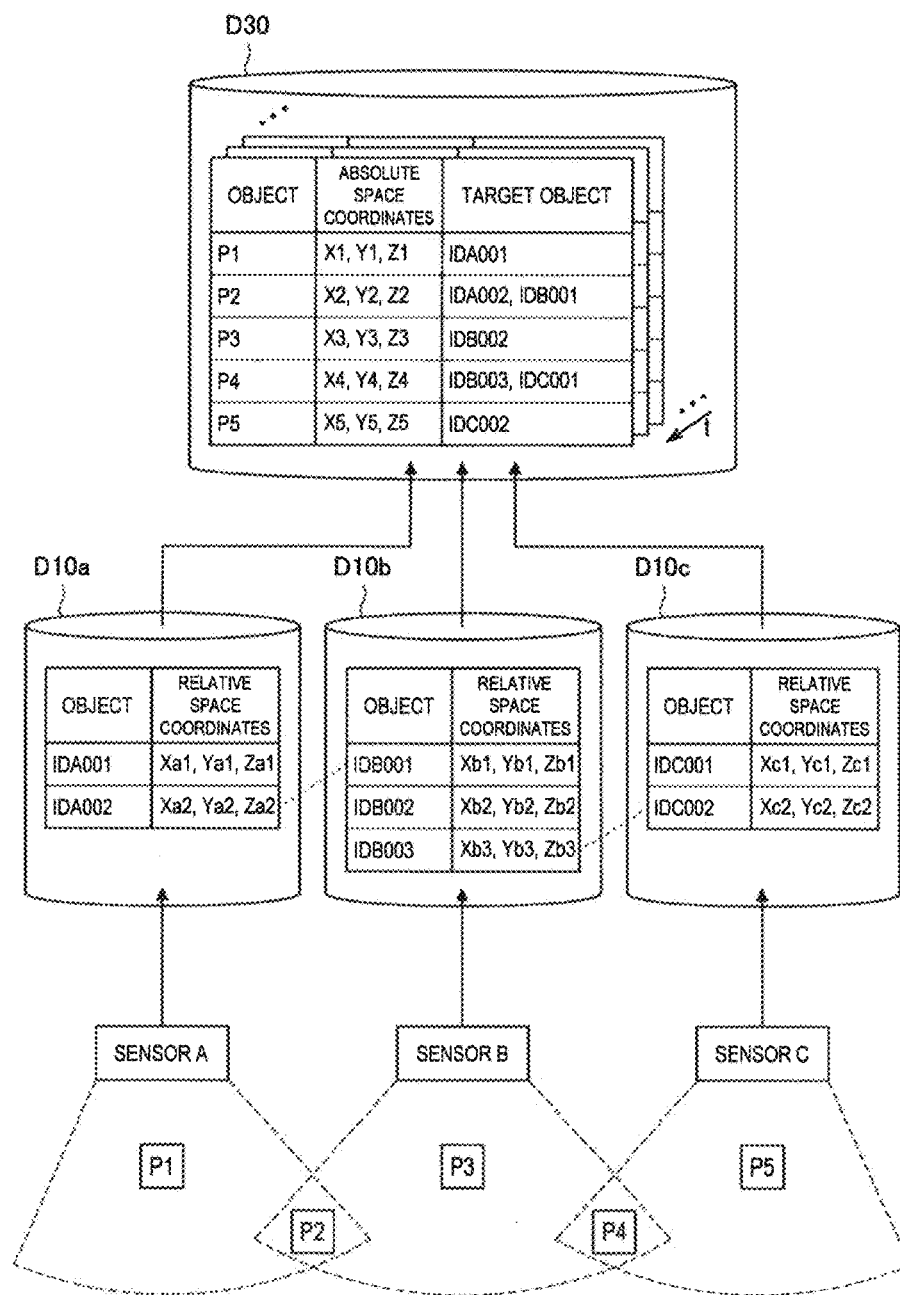 D30
OBJECT
ABSOLUTE
SPACE
COORDINATES
TARGET OBJECT
P1 X1, Y1, Z1 IDA001
P2 X2, Y2, Z2 IDA002, IDB001
P3 X3, Y3, Z3 IDB002
P4 X4, Y4, Z4 IDB003, IDC001
P5 X5, Y5, Z5 IDC002
t
D10a
D10b
D10c
OBJECT
RELATIVE
SPACE
COORDINATES
IDA001 Xa1, Ya1, Za1
IDA002 Xa2, Ya2, Za2
OBJECT
RELATIVE
SPACE
COORDINATES
IDB001 Xb1, Yb1, Zb1
IDB002 Xb2, Yb2, Zb2
IDB003 Xb3, Yb3, Zb3
OBJECT
RELATIVE
SPACE
COORDINATES
IDC001 Xc1, Yc1, Zc1
IDC002 Xc2, Yc2, Zc2
SENSOR A
SENSOR B
SENSOR C
P1
P3
P5
P2
P4